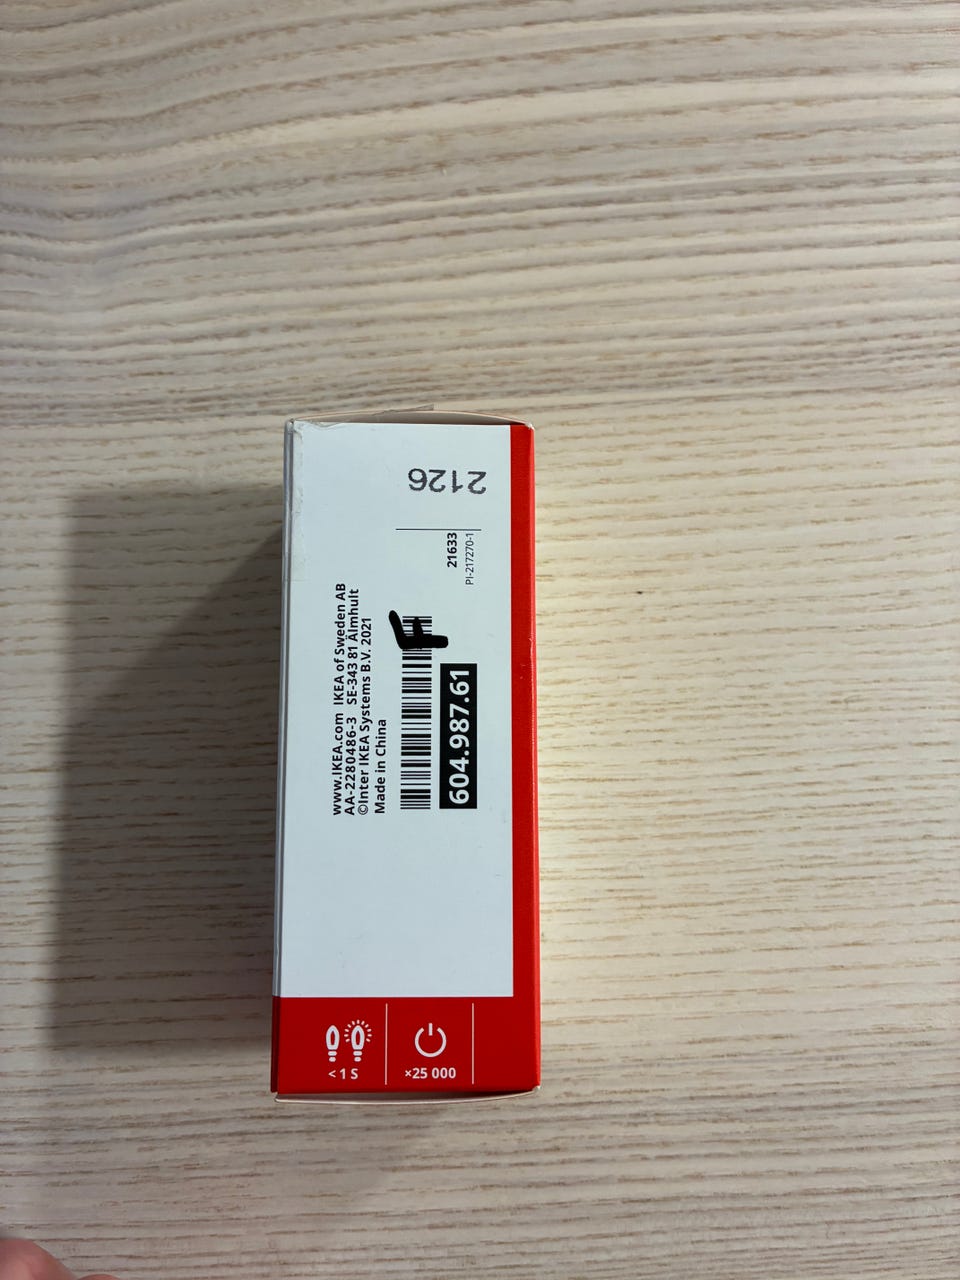 2126
21633
PI-217270-1
www.IKEA.com IKEA of Sweden AB
AA-2280486-3 SE-343 81 Älmhult
©Inter IKEA Systems B.V. 2021
Made in China
F
604.987.61
< 1 S
×25 000